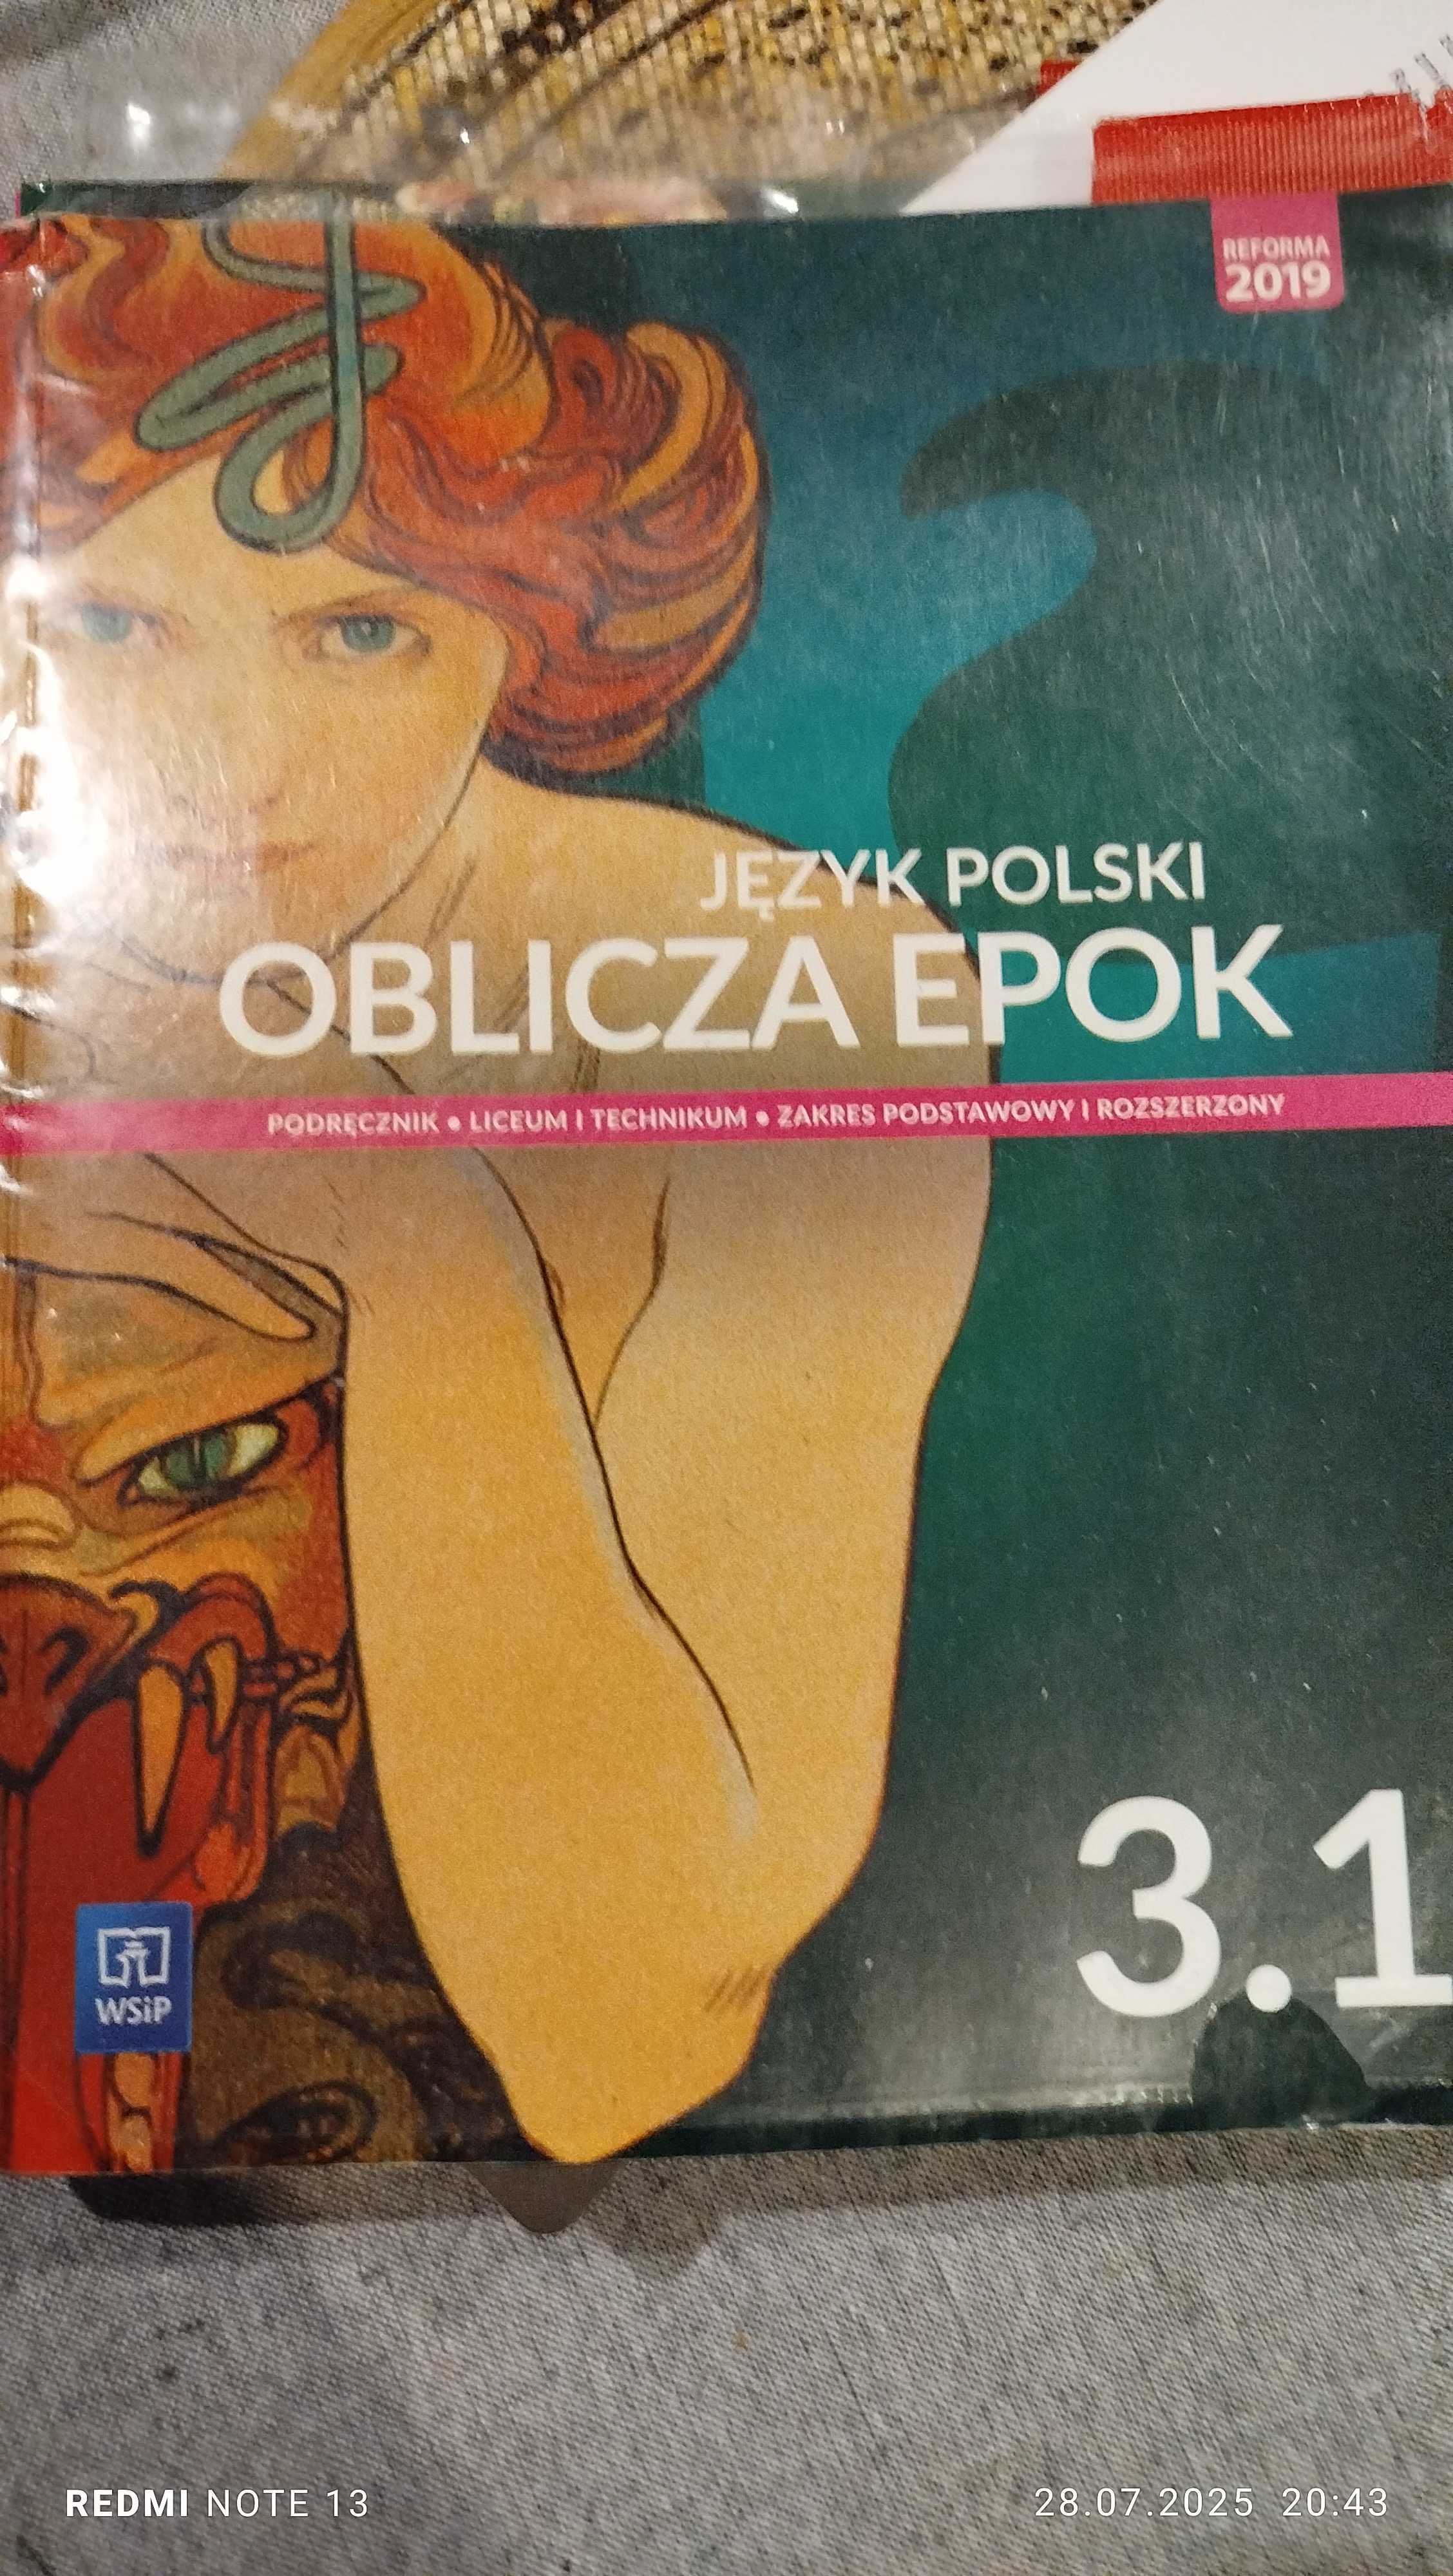 REFORMA
2019
JĘZYK POLSKI
OBLICZA EPOK
PODRĘCZNIK • LICEUM I TECHNIKUM • ZAKRES PODSTAWOWY I ROZSZERZONY
3.1
WSiP
REDMI NOTE 13
28.07.2025 20:43